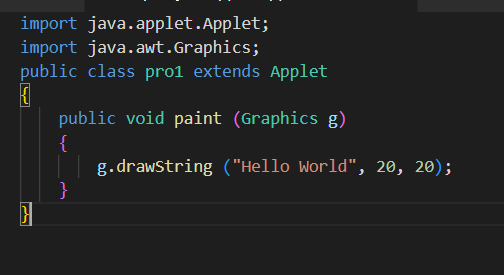 import java.applet.Applet;
import java.awt.Graphics;
public class pro1 extends Applet
{
    public void paint (Graphics g)
    {
        g.drawString ("Hello World", 20, 20);
    }
}